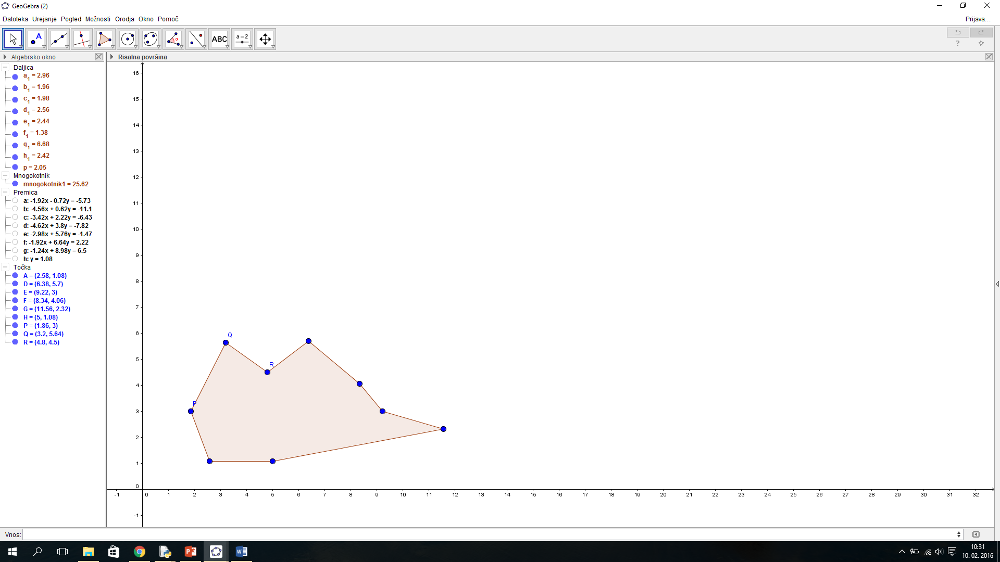 GeoGebra (2)
Datoteka Urejanje Pogled Možnosti Orodja Okno Pomoč
Prijava...
A
α
ABC
a = 2
?
Algebrsko okno
Daljica
a1 = 2.96
b1 = 1.96
c1 = 1.98
d1 = 2.56
e1 = 2.44
f1 = 1.38
g1 = 6.68
h1 = 2.42
p = 2.05
Mnogokotnik
mnogokotnik1 = 25.62
Premica
a: -1.92x - 0.72y = -5.73
b: -4.56x + 0.62y = -11.1
c: -3.42x + 2.22y = -6.43
d: -4.62x + 3.8y = -7.82
e: -2.98x + 5.76y = -1.47
f: -1.92x + 6.64y = 2.22
g: -1.24x + 8.98y = 6.5
h: y = 1.08
Točka
A = (2.58, 1.08)
D = (6.38, 5.7)
E = (9.22, 3)
F = (8.34, 4.06)
G = (11.56, 2.32)
H = (5, 1.08)
P = (1.86, 3)
Q = (3.2, 5.64)
R = (4.8, 4.5)
Risalna površina
16
15
14
13
12
11
10
9
8
7
6
5
4
3
2
1
0
-1
Q
R
P
-1 0 1 2 3 4 5 6 7 8 9 10 11 12 13 14 15 16 17 18 19 20 21 22 23 24 25 26 27 28 29 30 31 32
Vnos:
10:31
10. 02. 2016